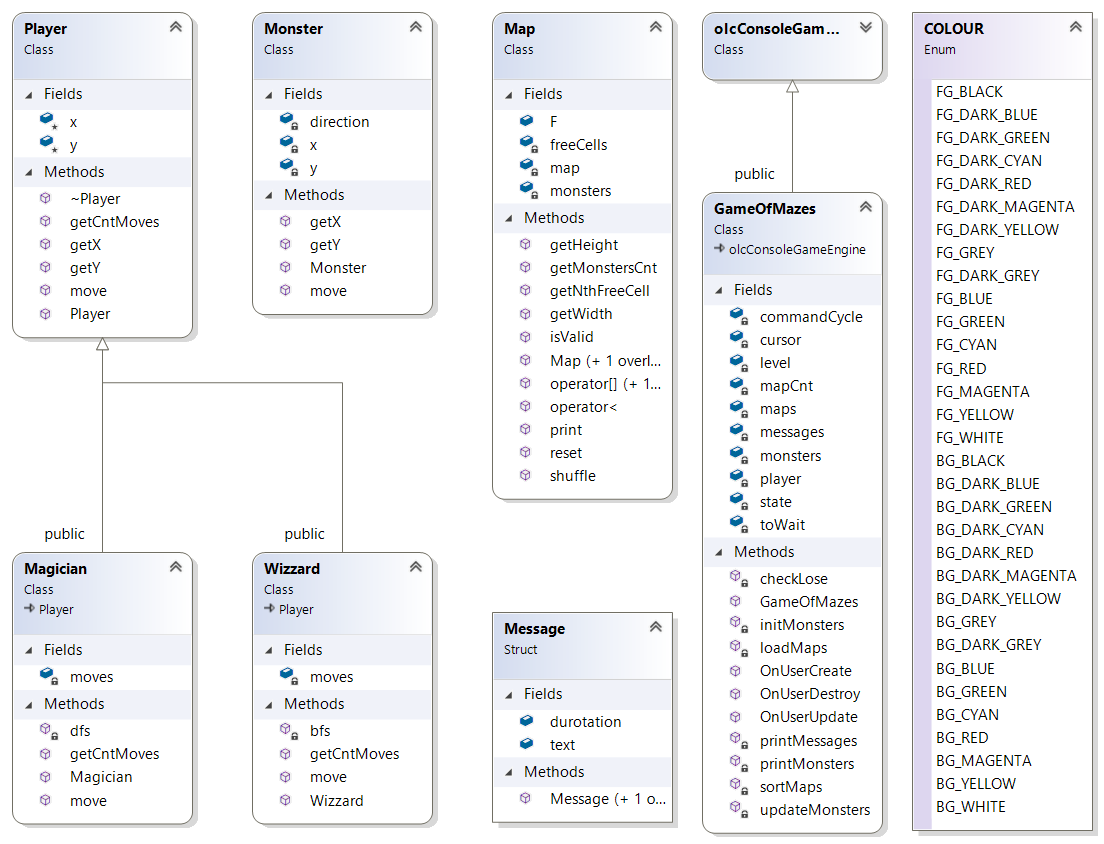 Player
Class
Fields
x
y
Methods
~Player
getCntMoves
getX
getY
move
Player
Monster
Class
Fields
direction
x
y
Methods
getX
getY
Monster
move
Map
Class
Fields
F
freeCells
map
monsters
Methods
getHeight
getMonstersCnt
getNthFreeCell
getWidth
isValid
Map (+ 1 overl...
operator[] (+ 1...
operator<
print
reset
shuffle
olcConsoleGam...
Class
public
GameOfMazes
Class
olcConsoleGameEngine
Fields
commandCycle
cursor
level
mapCnt
maps
messages
monsters
player
state
toWait
Methods
checkLose
GameOfMazes
initMonsters
loadMaps
OnUserCreate
OnUserDestroy
OnUserUpdate
printMessages
printMonsters
sortMaps
updateMonsters
COLOUR
Enum
FG_BLACK
FG_DARK_BLUE
FG_DARK_GREEN
FG_DARK_CYAN
FG_DARK_RED
FG_DARK_MAGENTA
FG_DARK_YELLOW
FG_GREY
FG_DARK_GREY
FG_BLUE
FG_GREEN
FG_CYAN
FG_RED
FG_MAGENTA
FG_YELLOW
FG_WHITE
BG_BLACK
BG_DARK_BLUE
BG_DARK_GREEN
BG_DARK_CYAN
BG_DARK_RED
BG_DARK_MAGENTA
BG_DARK_YELLOW
BG_GREY
BG_DARK_GREY
BG_BLUE
BG_GREEN
BG_CYAN
BG_RED
BG_MAGENTA
BG_YELLOW
BG_WHITE
public
Magician
Class
Player
Fields
moves
Methods
dfs
getCntMoves
Magician
move
public
Wizzard
Class
Player
Fields
moves
Methods
bfs
getCntMoves
move
Wizzard
Message
Struct
Fields
durotation
text
Methods
Message (+ 1 o...